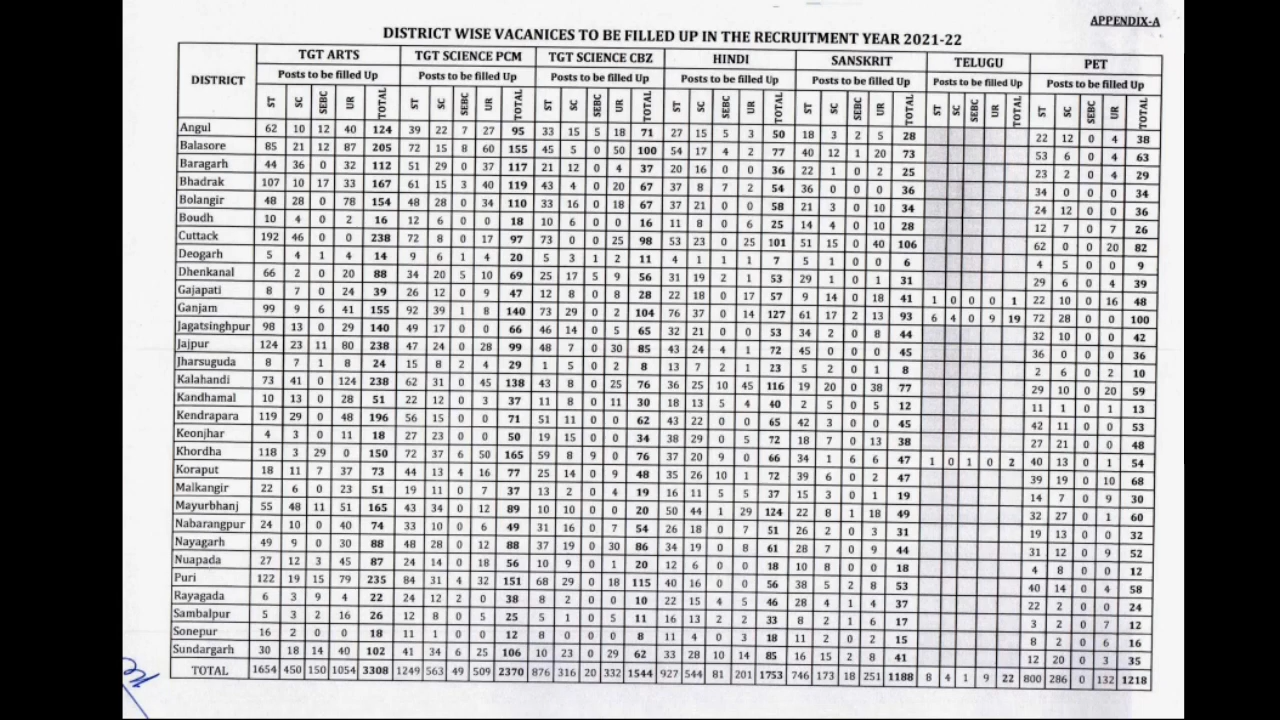 APPENDIX-A
DISTRICT WISE VACANICES TO BE FILLED UP IN THE RECRUITMENT YEAR 2021-22
DISTRICT TGT ARTS TGT SCIENCE PCM TGT SCIENCE CBZ HINDI SANSKRIT TELUGU PET
Posts to be filled Up Posts to be filled Up Posts to be filled Up Posts to be filled Up Posts to be filled Up Posts to be filled Up Posts to be filled Up
ST SC SEBC UR TOTAL ST SC SEBC UR TOTAL ST SC SEBC UR TOTAL ST SC SEBC UR TOTAL ST SC SEBC UR TOTAL ST SC SEBC UR TOTAL ST SC SEBC UR TOTAL
Angul 62 10 12 40 124 39 22 7 27 95 33 15 5 18 71 27 15 5 3 50 18 3 2 5 28 22 12 0 4 38
Balasore 85 21 12 87 205 72 15 8 60 155 45 5 0 50 100 54 17 4 2 77 40 12 1 20 73 53 6 0 4 63
Baragarh 44 36 0 32 112 51 29 0 37 117 21 12 0 4 37 20 16 0 0 36 22 1 0 2 25 23 2 0 4 29
Bhadrak 107 10 17 33 167 61 15 3 40 119 43 4 0 20 67 37 8 7 2 54 36 0 0 0 36 34 0 0 0 34
Bolangir 48 28 0 78 154 48 28 0 34 110 33 16 0 18 67 37 21 0 0 58 21 3 0 10 34 24 12 0 0 36
Boudh 10 4 0 2 16 12 6 0 0 18 10 6 0 0 16 11 8 0 6 25 14 4 0 10 28 12 7 0 7 26
Cuttack 192 46 0 0 238 72 8 0 17 97 73 0 0 25 98 53 23 0 25 101 51 15 0 40 106 62 0 0 20 82
Deogarh 5 4 1 4 14 9 6 1 4 20 5 3 1 2 11 4 1 1 1 7 5 1 0 0 6 4 5 0 0 9
Dhenkanal 66 2 0 20 88 34 20 5 10 69 25 17 5 9 56 31 19 2 1 53 29 1 0 1 31 29 6 0 4 39
Gajapati 8 7 0 24 39 26 12 0 9 47 12 8 0 8 28 22 18 0 17 57 9 14 0 18 41 1 0 0 0 1 22 10 0 16 48
Ganjam 99 9 6 41 155 92 39 1 8 140 73 29 0 2 104 76 37 0 14 127 61 17 2 13 93 6 4 0 9 19 72 28 0 0 100
Jagatsinghpur 98 13 0 29 140 49 17 0 0 66 46 14 0 5 65 32 21 0 0 53 34 2 0 8 44 32 10 0 0 42
Jajpur 124 23 11 80 238 47 24 0 28 99 48 7 0 30 85 43 24 4 1 72 45 0 0 0 45 36 0 0 0 36
Jharsuguda 8 7 1 8 24 15 8 2 4 29 1 5 0 2 8 13 7 2 1 23 5 2 0 1 8 2 6 0 2 10
Kalahandi 73 41 0 124 238 62 31 0 45 138 43 8 0 25 76 36 25 10 45 116 19 20 0 38 77 29 10 0 20 59
Kandhamal 10 13 0 28 51 22 12 0 3 37 11 8 0 11 30 18 13 5 4 40 2 5 0 5 12 11 1 0 1 13
Kendrapara 119 29 0 48 196 56 15 0 0 71 51 11 0 0 62 43 22 0 0 65 42 3 0 0 45 42 11 0 0 53
Keonjhar 4 3 0 11 18 27 23 0 0 50 19 15 0 0 34 38 29 0 5 72 18 7 0 13 38 27 21 0 0 48
Khordha 118 3 29 0 150 72 37 6 50 165 59 8 9 0 76 37 20 9 0 66 34 1 6 6 47 1 0 1 0 2 40 13 0 1 54
Koraput 18 11 7 37 73 44 13 4 16 77 25 14 0 9 48 35 26 10 1 72 39 6 0 2 47 39 19 0 10 68
Malkangir 22 6 0 23 51 19 11 0 7 37 13 2 0 4 19 16 11 5 5 37 15 3 0 1 19 14 7 0 9 30
Mayurbhanj 55 48 11 51 165 43 34 0 12 89 10 10 0 0 20 50 44 1 29 124 22 8 1 18 49 32 27 0 1 60
Nabarangpur 24 10 0 40 74 33 10 0 6 49 31 16 0 7 54 26 18 0 7 51 26 2 0 3 31 19 13 0 0 32
Nayagarh 49 9 0 30 88 48 28 0 12 88 37 19 0 30 86 34 19 0 8 61 28 7 0 9 44 31 12 0 9 52
Nuapada 27 12 3 45 87 24 14 0 18 56 10 9 0 1 20 12 6 0 0 18 10 8 0 0 18 4 8 0 0 12
Puri 122 19 15 79 235 84 31 4 32 151 68 29 0 18 115 40 16 0 0 56 38 5 2 8 53 40 14 0 4 58
Rayagada 6 3 9 4 22 24 12 2 0 38 8 2 0 0 10 22 15 4 5 46 28 4 1 4 37 22 2 0 0 24
Sambalpur 5 3 2 16 26 12 8 0 5 25 5 1 0 5 11 16 13 2 2 33 8 2 1 6 17 3 2 0 7 12
Sonepur 16 2 0 0 18 11 1 0 0 12 8 0 0 0 8 11 4 0 3 18 11 2 0 2 15 8 2 0 6 16
Sundargarh 30 18 14 40 102 41 34 6 25 106 10 23 0 29 62 33 28 10 14 85 16 15 2 8 41 12 20 0 3 35
TOTAL 1654 450 150 1054 3308 1249 563 49 509 2370 876 316 20 332 1544 927 544 81 201 1753 746 173 18 251 1188 8 4 1 9 22 800 286 0 132 1218